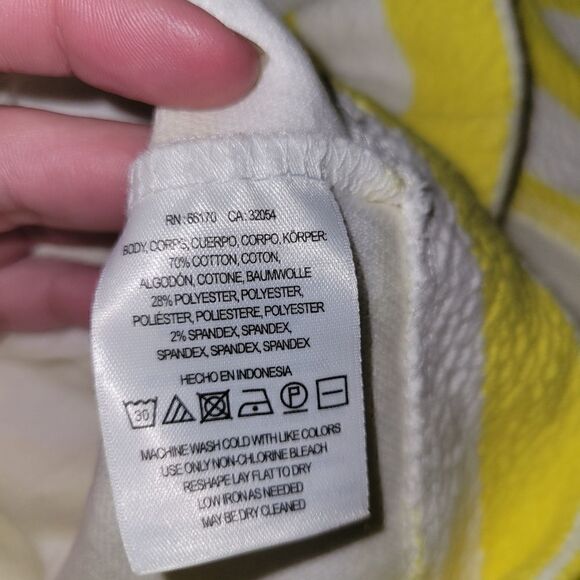 RN : 66170 CA : 32054
BODY, CORPS, CUERPO, CORPO, KÖRPER:
70% COTTON, COTON,
ALGODÓN, COTONE, BAUMWOLLE
28% POLYESTER, POLYESTER,
POLIÉSTER, POLIESTERE, POLYESTER
2% SPANDEX, SPANDEX,
SPANDEX, SPANDEX, SPANDEX
HECHO EN INDONESIA
30 P
MACHINE WASH COLD WITH LIKE COLORS
USE ONLY NON-CHLORINE BLEACH
RESHAPE LAY FLAT TO DRY
LOW IRON AS NEEDED
MAY BE DRY CLEANED